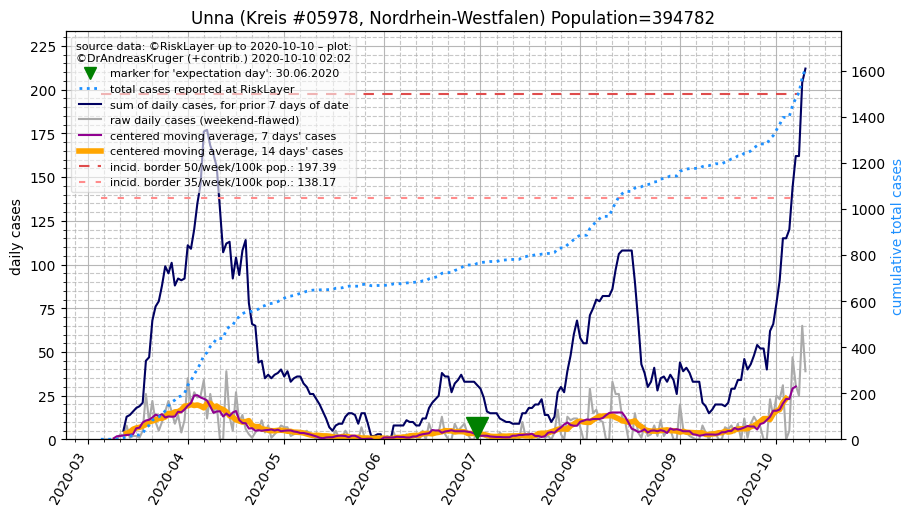 Unna (Kreis #05978, Nordrhein-Westfalen) Population=394782
source data: ©RiskLayer up to 2020-10-10 – plot:
©DrAndreasKruger (+contrib.) 2020-10-10 02:02
marker for 'expectation day': 30.06.2020
total cases reported at RiskLayer
sum of daily cases, for prior 7 days of date
raw daily cases (weekend-flawed)
centered moving average, 7 days' cases
centered moving average, 14 days' cases
incid. border 50/week/100k pop.: 197.39
incid. border 35/week/100k pop.: 138.17
daily cases
225
200
175
150
125
100
75
50
25
0
cumulative total cases
1600
1400
1200
1000
800
600
400
200
0
2020-03
2020-04
2020-05
2020-06
2020-07
2020-08
2020-09
2020-10